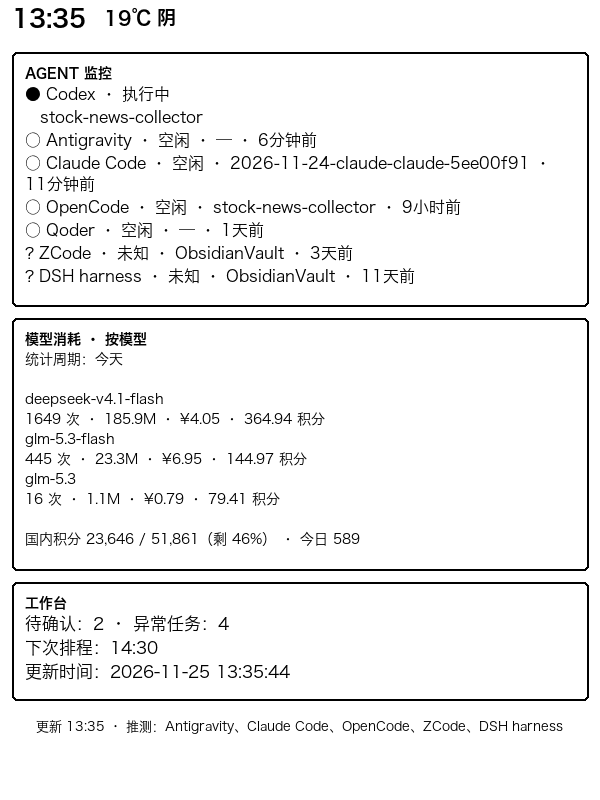 13:35 19℃ 阴
AGENT 监控
● Codex · 执行中
stock-news-collector
○ Antigravity · 空闲 · — · 6分钟前
○ Claude Code · 空闲 · 2026-11-24-claude-claude-5ee00f91 ·
11分钟前
○ OpenCode · 空闲 · stock-news-collector · 9小时前
○ Qoder · 空闲 · — · 1天前
? ZCode · 未知 · ObsidianVault · 3天前
? DSH harness · 未知 · ObsidianVault · 11天前
模型消耗 · 按模型
统计周期：今天
deepseek-v4.1-flash
1649 次 · 185.9M · ¥4.05 · 364.94 积分
glm-5.3-flash
445 次 · 23.3M · ¥6.95 · 144.97 积分
glm-5.3
16 次 · 1.1M · ¥0.79 · 79.41 积分
国内积分 23,646 / 51,861（剩 46%） · 今日 589
工作台
待确认：2 · 异常任务：4
下次排程：14:30
更新时间：2026-11-25 13:35:44
更新 13:35 · 推测：Antigravity、Claude Code、OpenCode、ZCode、DSH harness